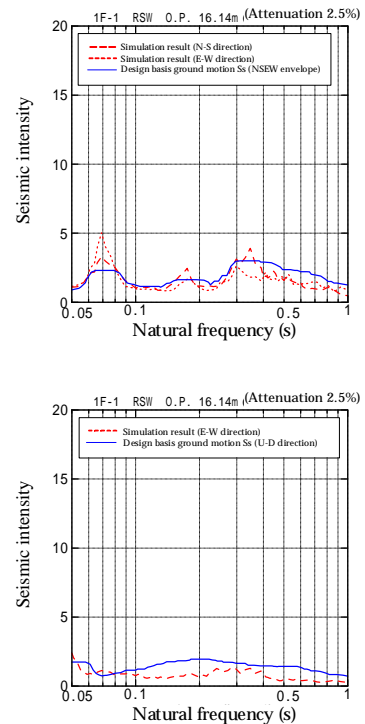 1F-1 RSW O.P. 16.14m (Attenuation 2.5%)
20
Simulation result (N-S direction)
Simulation result (E-W direction)
Design basis ground motion Ss (NSEW envelope)
15
Seismic intensity
10
5
0
0.05 0.1 0.5 1
Natural frequency (s)
1F-1 RSW O.P. 16.14m (Attenuation 2.5%)
20
Simulation result (E-W direction)
Design basis ground motion Ss (U-D direction)
15
Seismic intensity
10
5
0
0.05 0.1 0.5 1
Natural frequency (s)